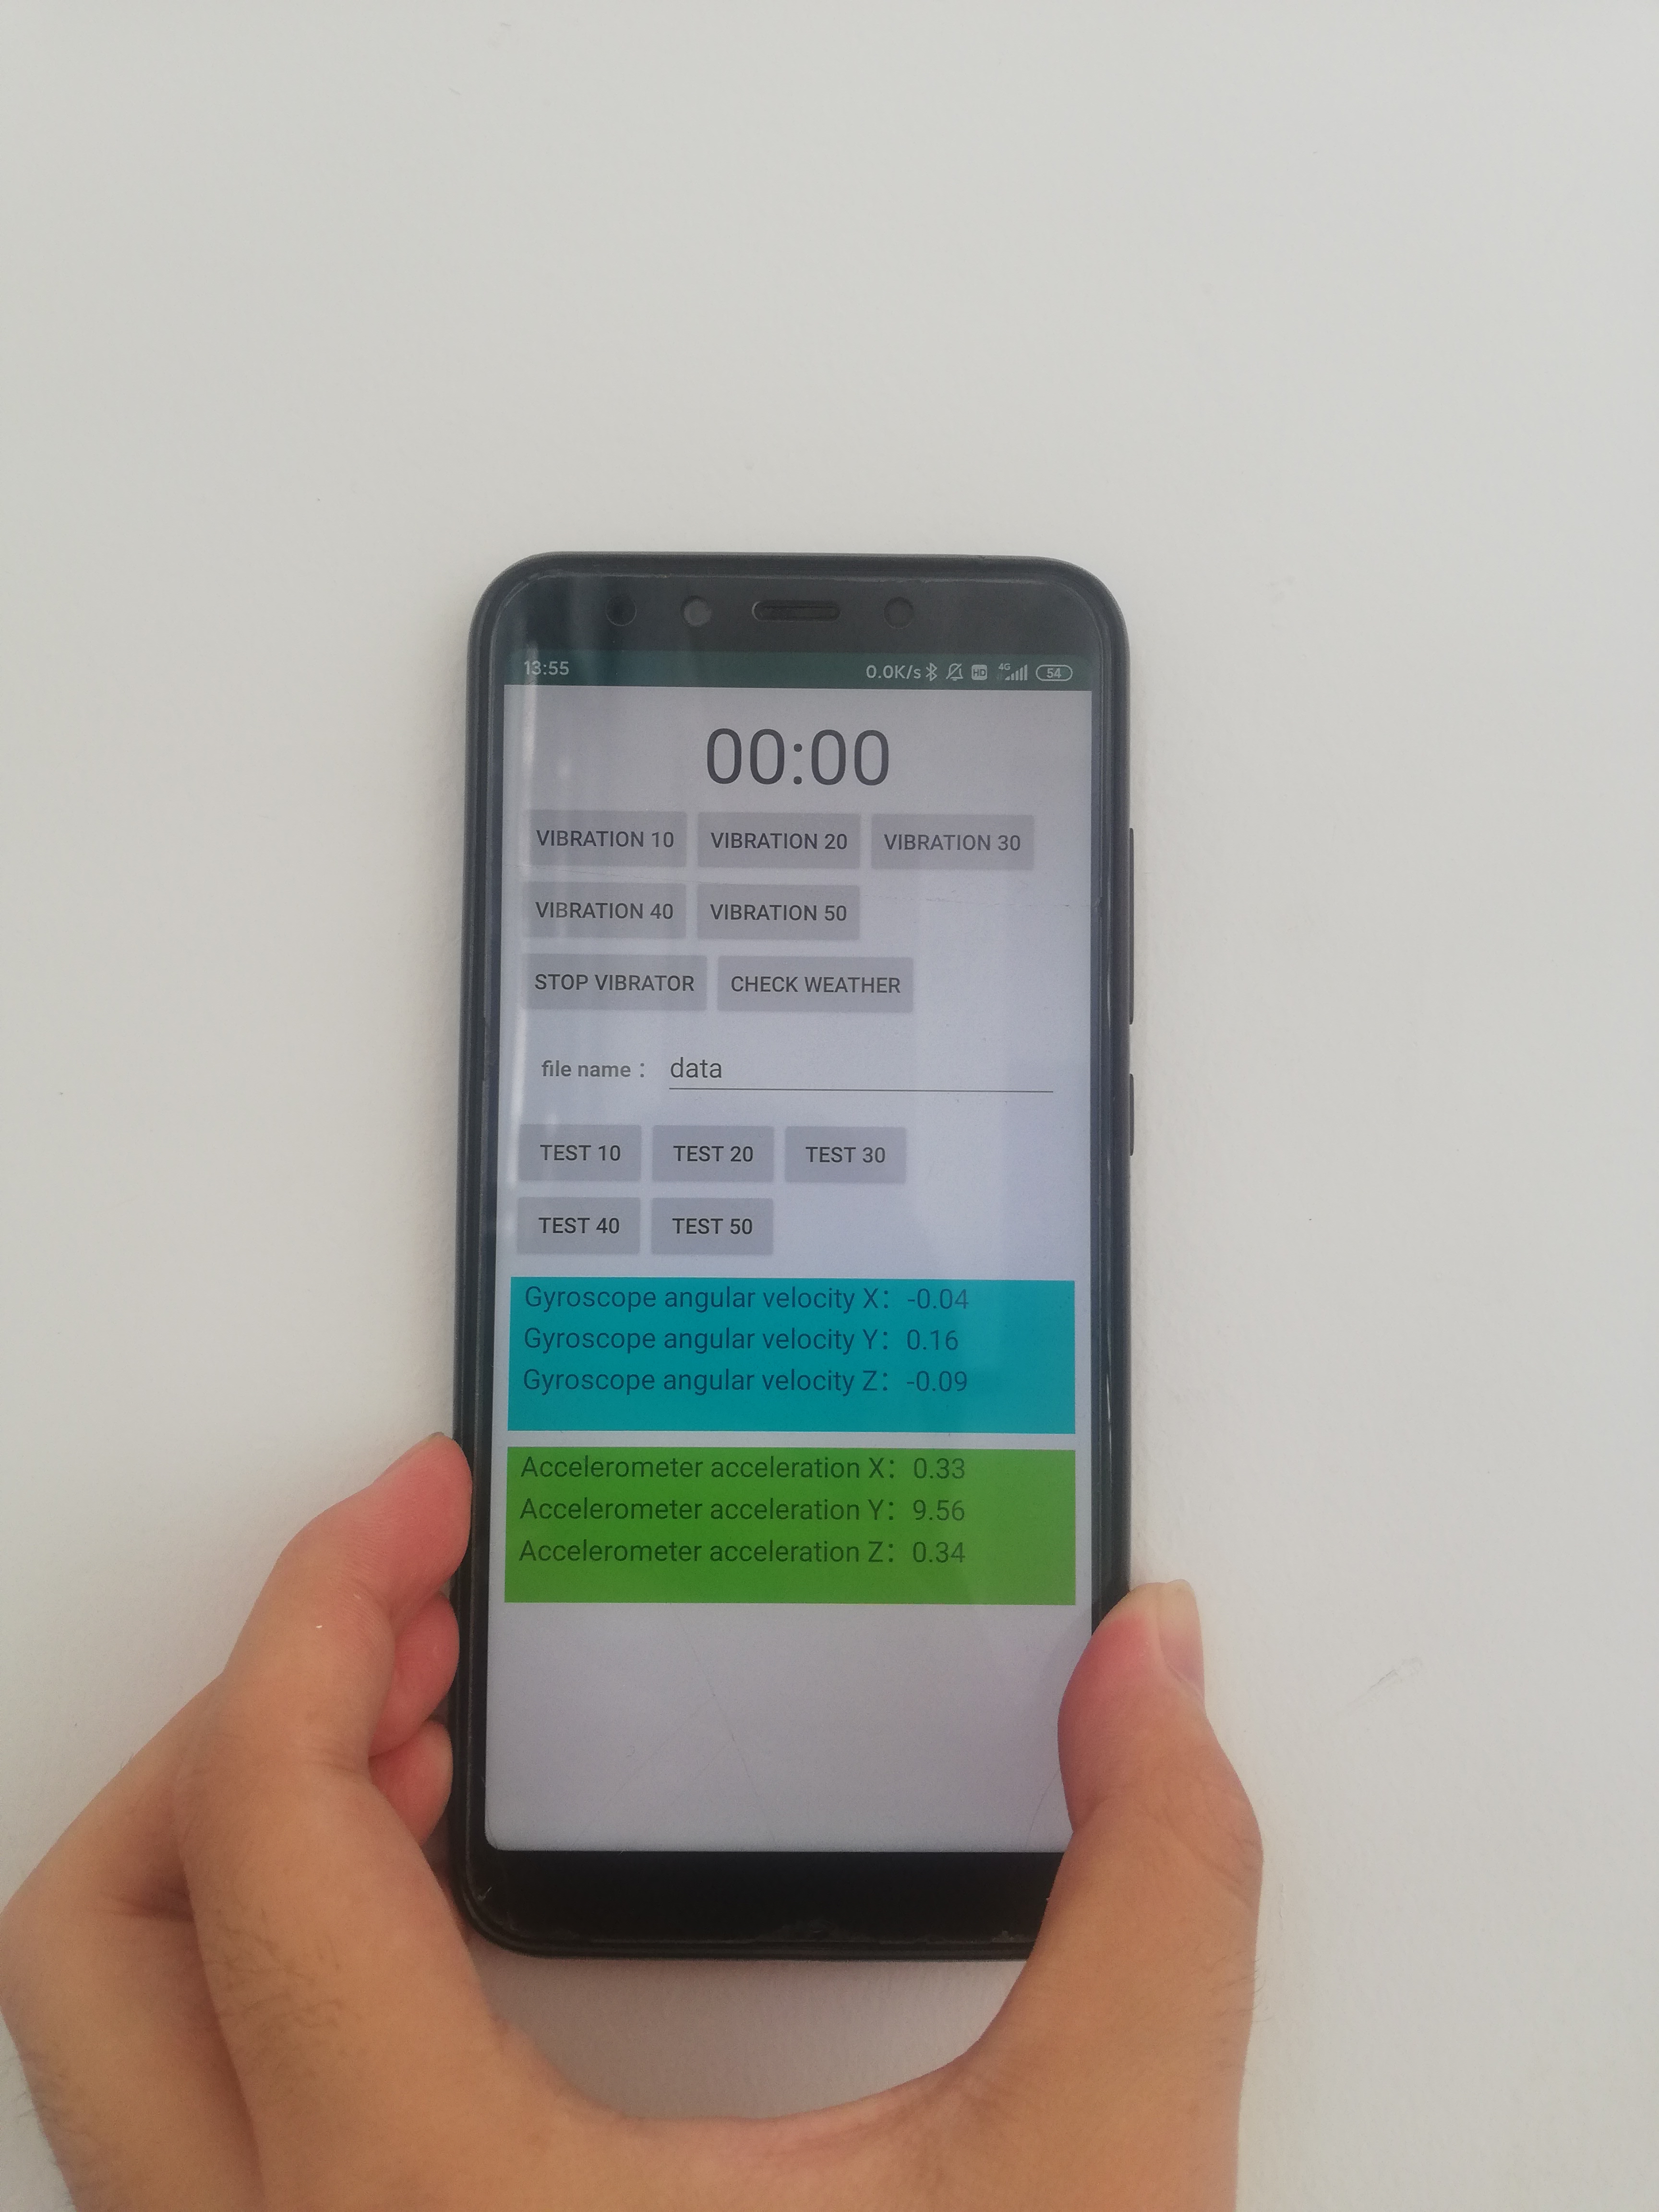 13:55 0.0K/s HD 4G 54
00:00
VIBRATION 10 VIBRATION 20 VIBRATION 30
VIBRATION 40 VIBRATION 50
STOP VIBRATOR CHECK WEATHER
file name： data
TEST 10 TEST 20 TEST 30
TEST 40 TEST 50
Gyroscope angular velocity X： -0.04
Gyroscope angular velocity Y： 0.16
Gyroscope angular velocity Z： -0.09
Accelerometer acceleration X： 0.33
Accelerometer acceleration Y： 9.56
Accelerometer acceleration Z： 0.34